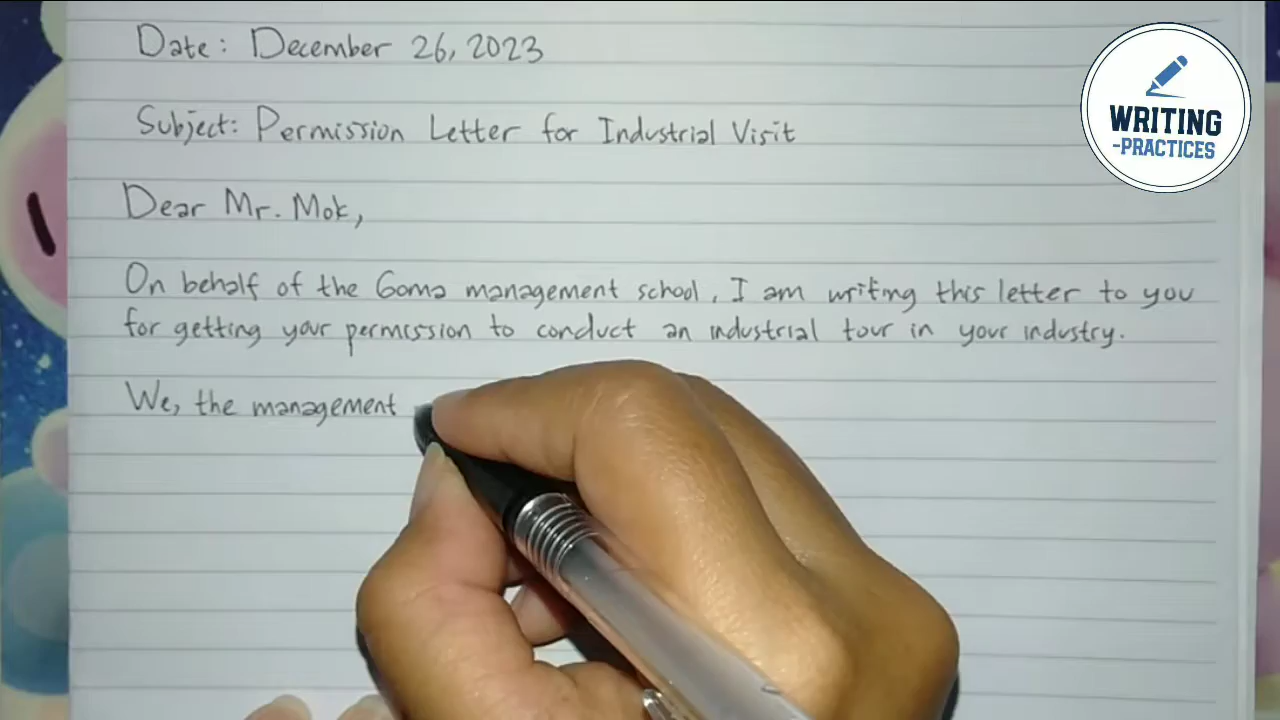 Date: December 26, 2023
WRITING
-PRACTICES
Subject: Permission Letter for Industrial Visit
Dear Mr. Mok,
On behalf of the Goma management school, I am writing this letter to you
for getting your permission to conduct an industrial tour in your industry.
We, the management